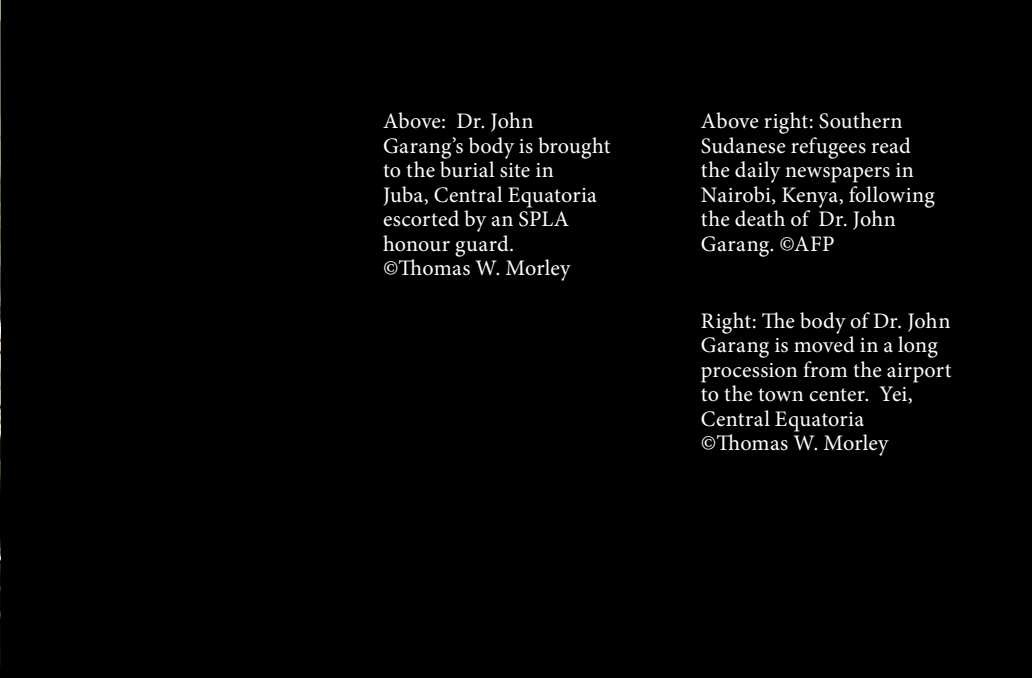 Above:  Dr. John
Garang’s body is brought
to the burial site in
Juba, Central Equatoria
escorted by an SPLA
honour guard.
©Thomas W. Morley
Above right: Southern
Sudanese refugees read
the daily newspapers in
Nairobi, Kenya, following
the death of  Dr. John
Garang. ©AFP
Right: The body of Dr. John
Garang is moved in a long
procession from the airport
to the town center.  Yei,
Central Equatoria
©Thomas W. Morley